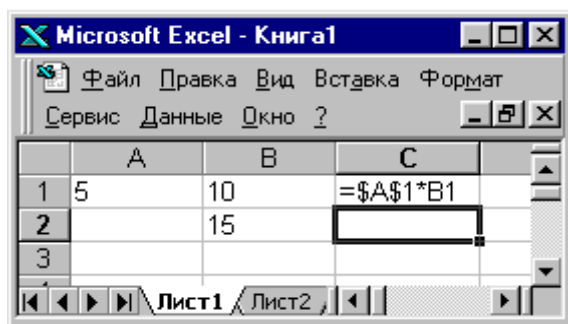 Microsoft Excel - Книга1
Файл Правка Вид Вставка Формат
Сервис Данные Окно ?
A B C
1 5 10 =$A$1*B1
2 15
3
Лист1 Лист2